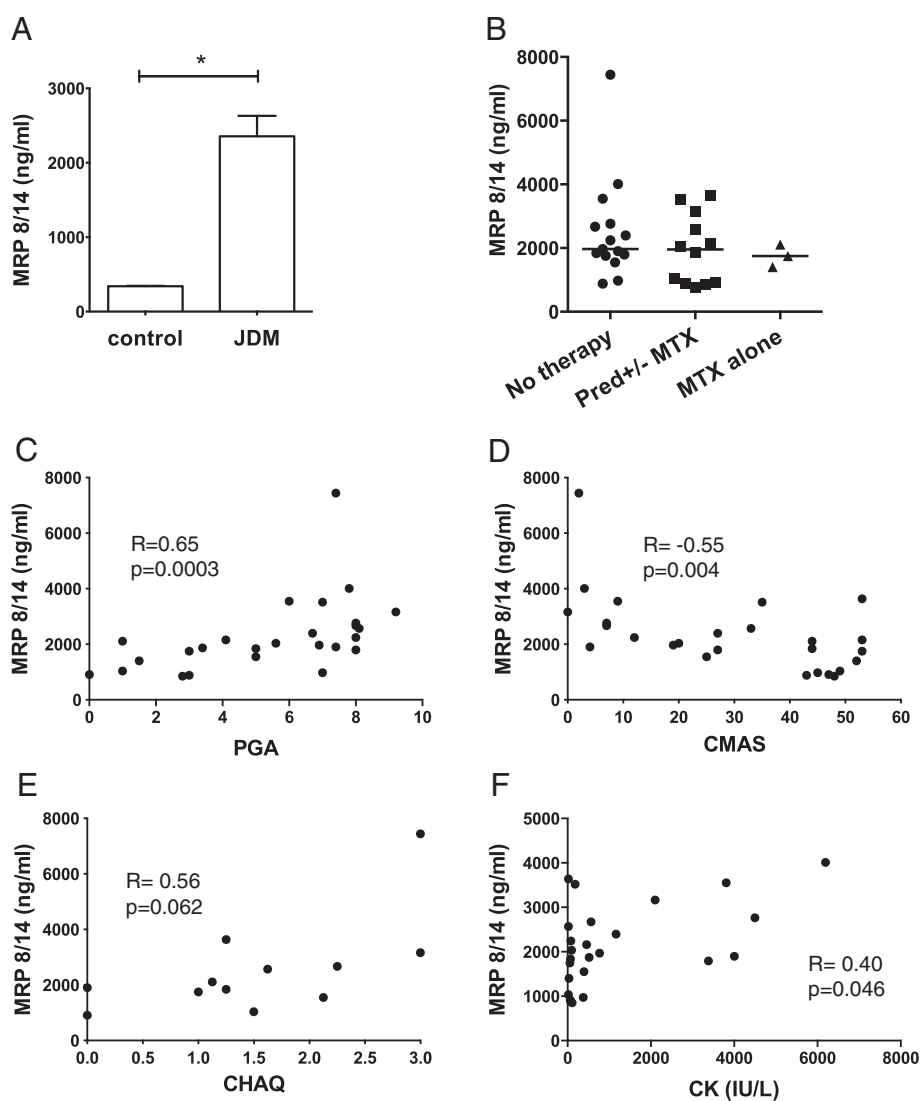 A
*
MRP 8/14 (ng/ml)
3000
2000
1000
0
control
JDM
B
MRP 8/14 (ng/ml)
8000
6000
4000
2000
0
No therapy
Pred+/- MTX
MTX alone
C
MRP 8/14 (ng/ml)
8000
6000
4000
2000
0
R=0.65
p=0.0003
0 2 4 6 8 10
PGA
D
MRP 8/14 (ng/ml)
8000
6000
4000
2000
0
R= -0.55
p=0.004
0 10 20 30 40 50 60
CMAS
E
MRP 8/14 (ng/ml)
8000
6000
4000
2000
0
R= 0.56
p=0.062
0.0 0.5 1.0 1.5 2.0 2.5 3.0
CHAQ
F
MRP 8/14 (ng/ml)
5000
4000
3000
2000
1000
0
R= 0.40
p=0.046
0 2000 4000 6000 8000
CK (IU/L)